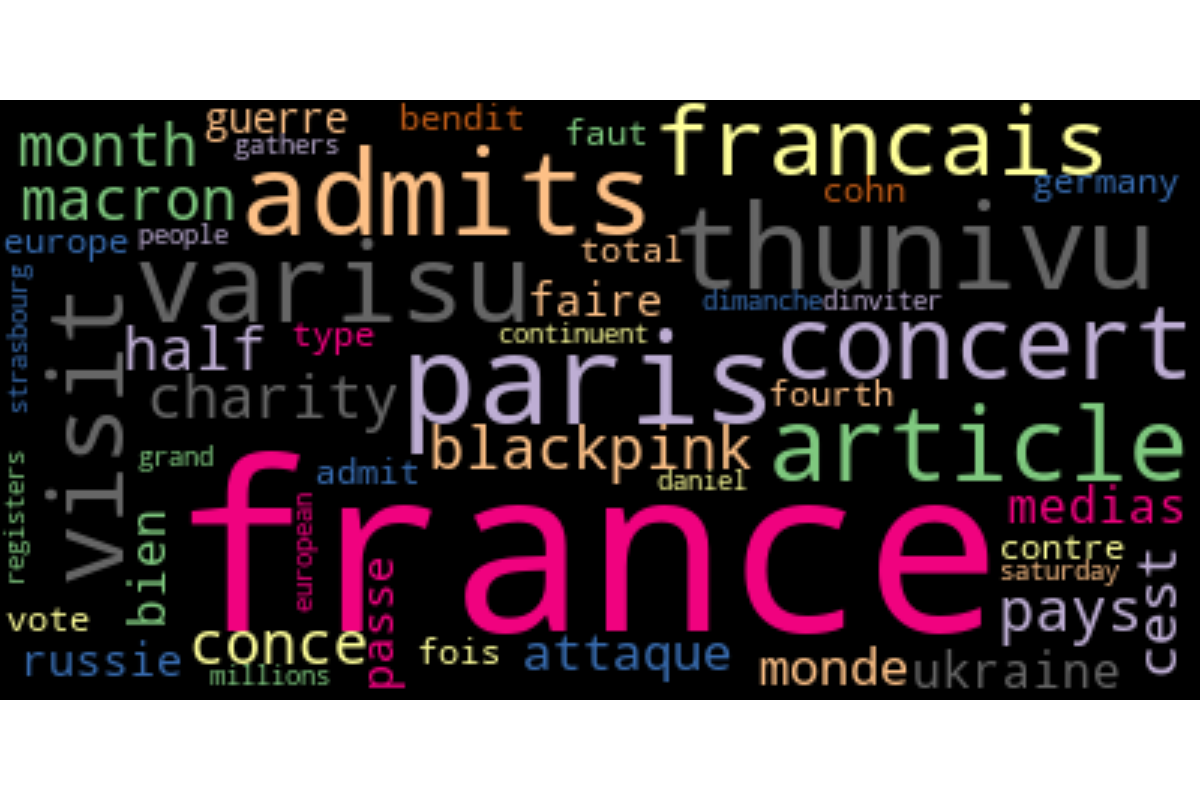 guerre
bendit
francais
month
gathers
faut
admits
macron
cohn
germany
europe
people
total
thunivu
varisu
faire
dimanche
dinviter
strasbourg
visit
half
type
continuent
concert
paris
charity
fourth
blackpink
article
grand
admit
daniel
registers
france
european
medias
bien
contre
saturday
cest
passe
vote
pays
conce
fois
attaque
russie
millions
monde
ukraine